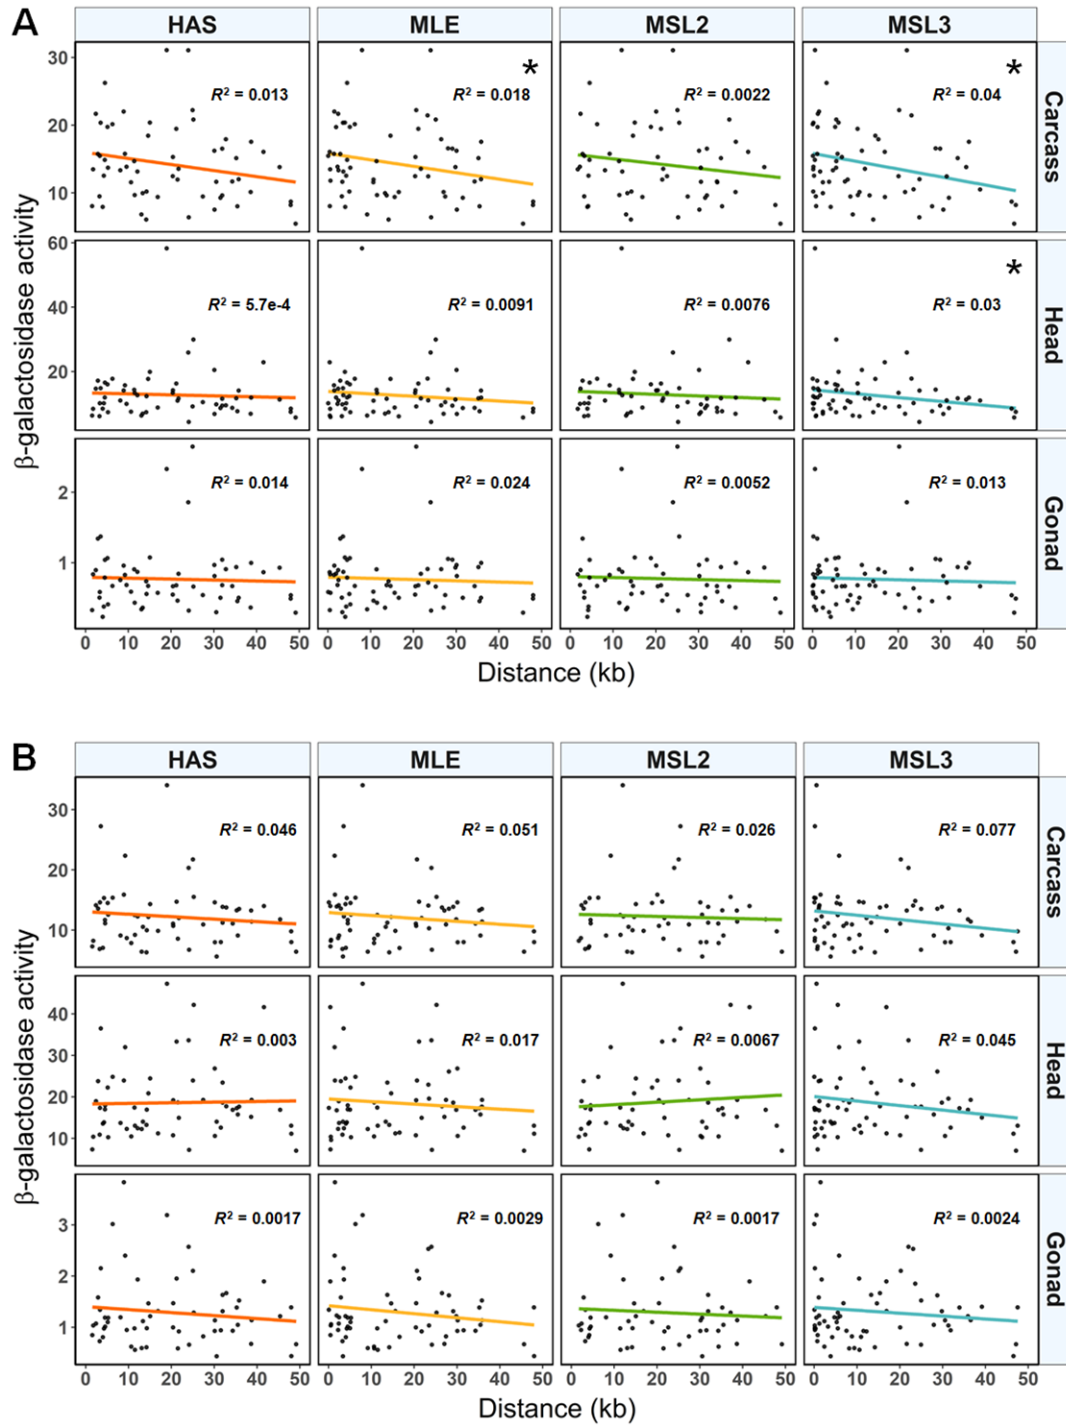 A
HAS MLE MSL2 MSL3
β-galactosidase activity
30
20
10
R² = 0.013
*
R² = 0.018
R² = 0.0022
*
R² = 0.04
Carcass
60
40
20
R² = 5.7e-4
R² = 0.0091
R² = 0.0076
*
R² = 0.03
Head
2
1
R² = 0.014
R² = 0.024
R² = 0.0052
R² = 0.013
Gonad
0 10 20 30 40 50 0 10 20 30 40 50 0 10 20 30 40 50 0 10 20 30 40 50
Distance (kb)
B
HAS MLE MSL2 MSL3
β-galactosidase activity
30
20
10
R² = 0.046
R² = 0.051
R² = 0.026
R² = 0.077
Carcass
40
30
20
10
R² = 0.003
R² = 0.017
R² = 0.0067
R² = 0.045
Head
3
2
1
R² = 0.0017
R² = 0.0029
R² = 0.0017
R² = 0.0024
Gonad
0 10 20 30 40 50 0 10 20 30 40 50 0 10 20 30 40 50 0 10 20 30 40 50
Distance (kb)